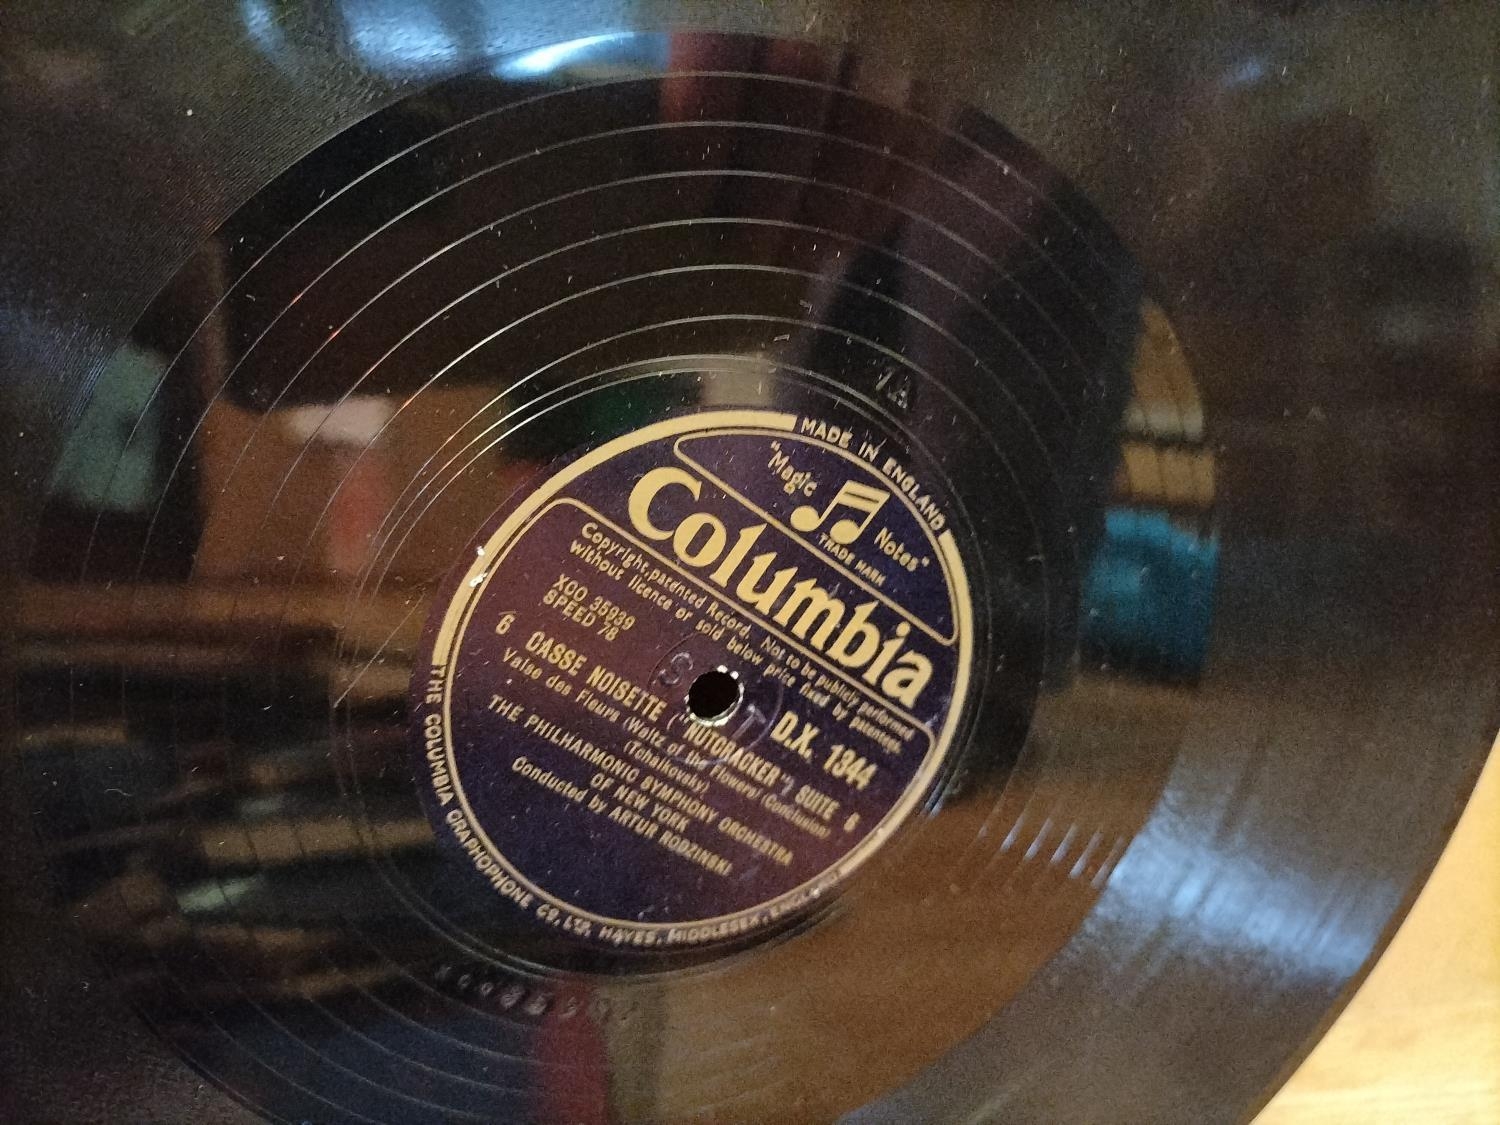 MADE IN ENGLAND
"Magic Notes"
TRADE MARK
Columbia
Copyright, patented Record. Not to be publicly performed
without licence or sold below price fixed by patentees.
XCO 35939
SPEED 78
D.X. 1344
6 CASSE NOISETTE ("NUTCRACKER") SUITE 6
Valse des Fleurs (Waltz of the Flowers) (Conclusion)
(Tchaikovsky)
THE PHILHARMONIC SYMPHONY ORCHESTRA
OF NEW YORK
Conducted by ARTUR RODZINSKI
THE COLUMBIA GRAPHOPHONE CO. LTD. HAYES, MIDDLESEX, ENGLAND
S T